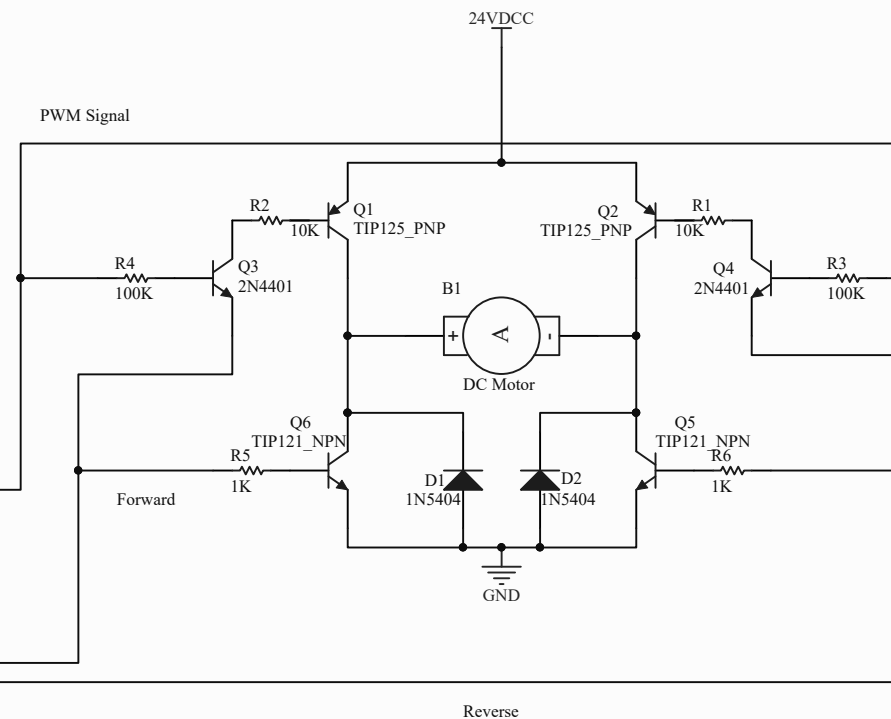 24VDCC
PWM Signal
R2
10K
Q1
TIP125_PNP
Q2
TIP125_PNP
R1
10K
R4
100K
Q3
2N4401
Q4
2N4401
R3
100K
B1
+
A
-
DC Motor
Q6
TIP121_NPN
R5
1K
Q5
TIP121_NPN
R6
1K
D1
1N5404
D2
1N5404
Forward
GND
Reverse